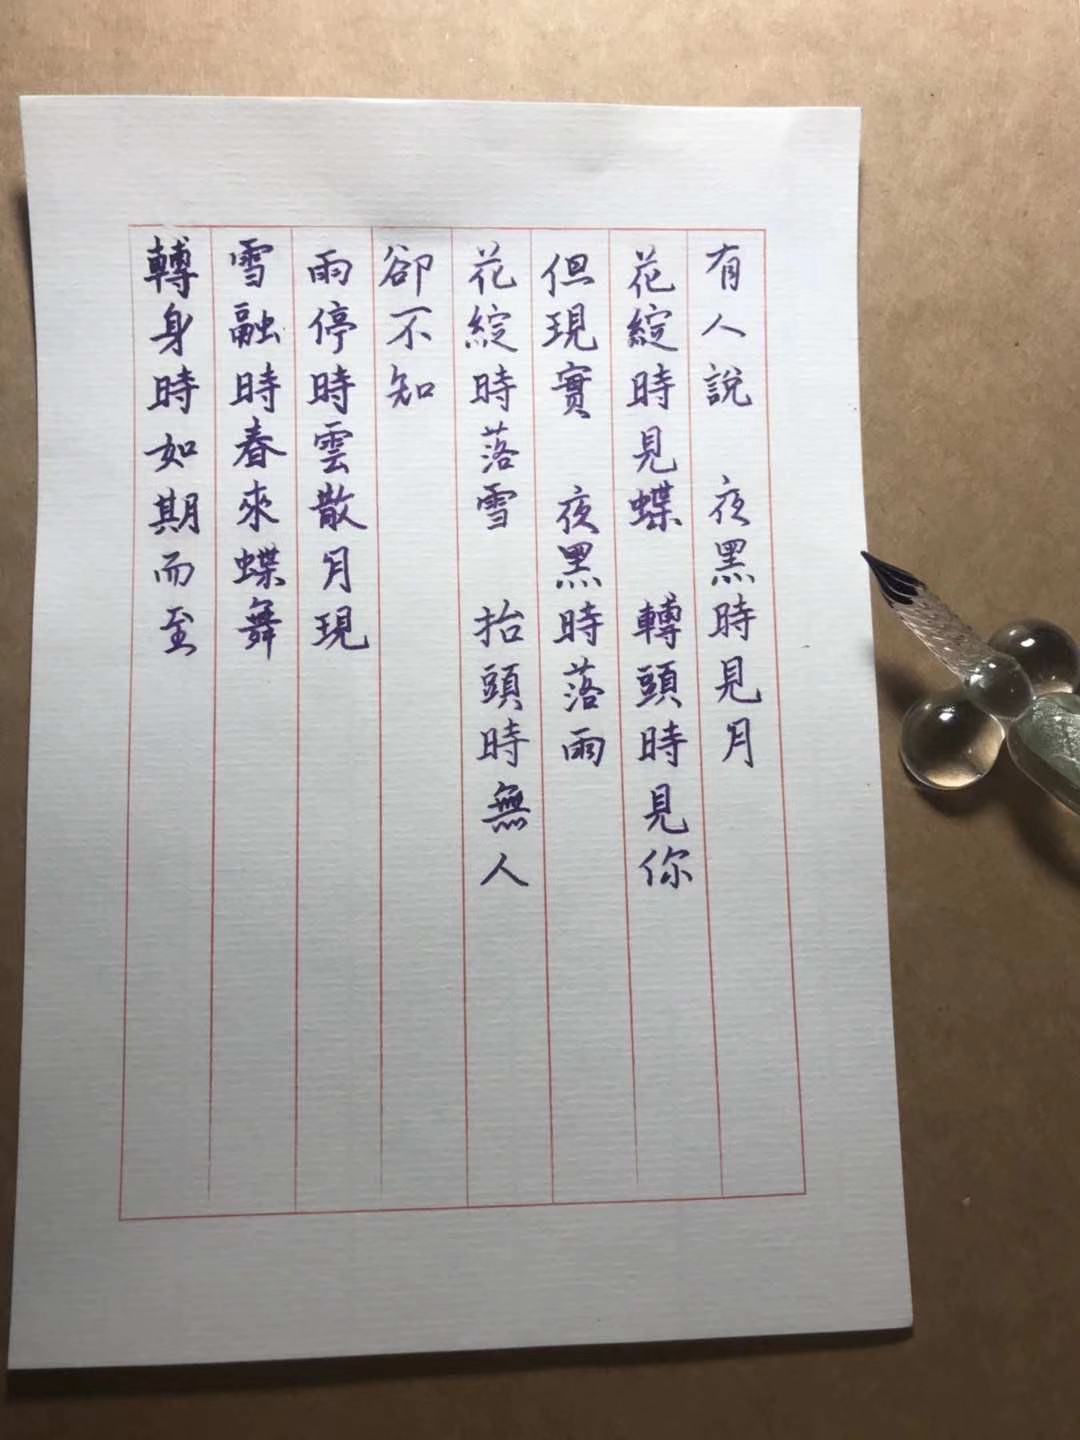 有人說 夜黑時見月
花綻時見蝶 轉頭時見你
但現實 夜黑時落雨
花綻時落雪 抬頭時無人
卻不知
雨停時雲散月現
雪融時春來蝶舞
轉身時如期而至